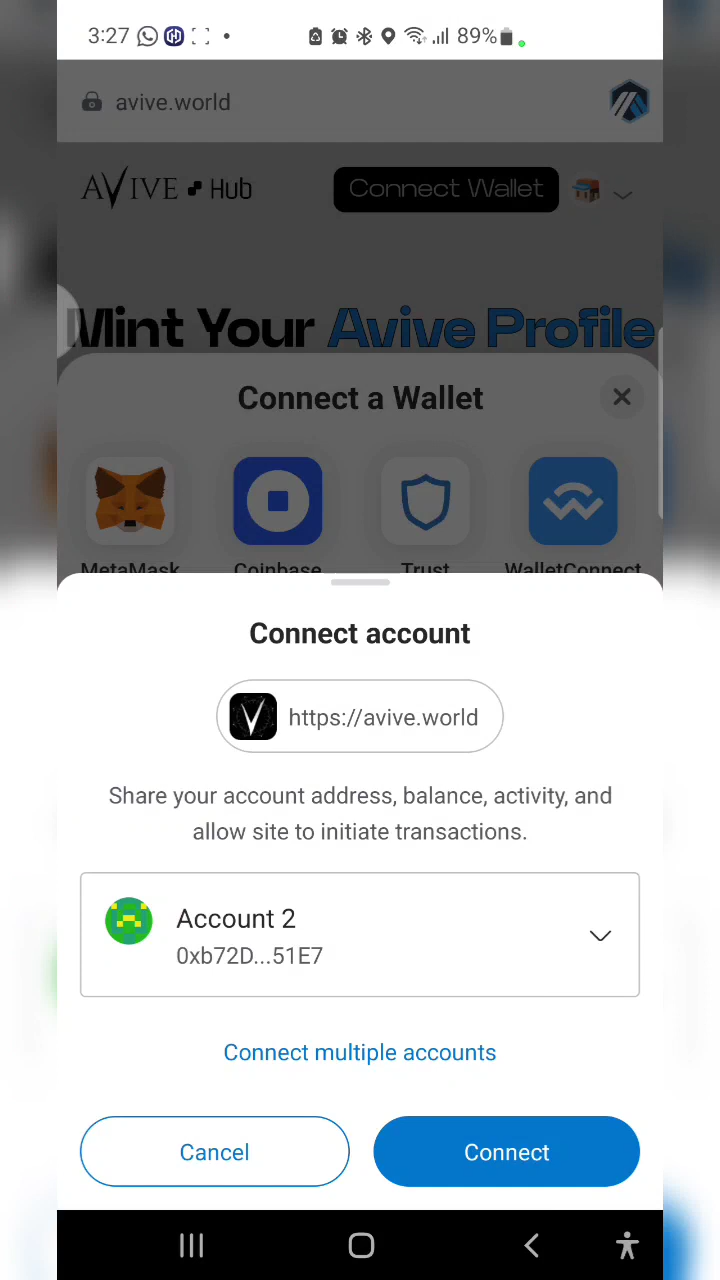 3:27 89%
avive.world
AVIVE Hub Connect Wallet
Mint Your Avive Profile
Connect a Wallet
MetaMask Coinbase Trust WalletConnect
Connect account
https://avive.world
Share your account address, balance, activity, and
allow site to initiate transactions.
Account 2
0xb72D...51E7
Connect multiple accounts
Cancel Connect